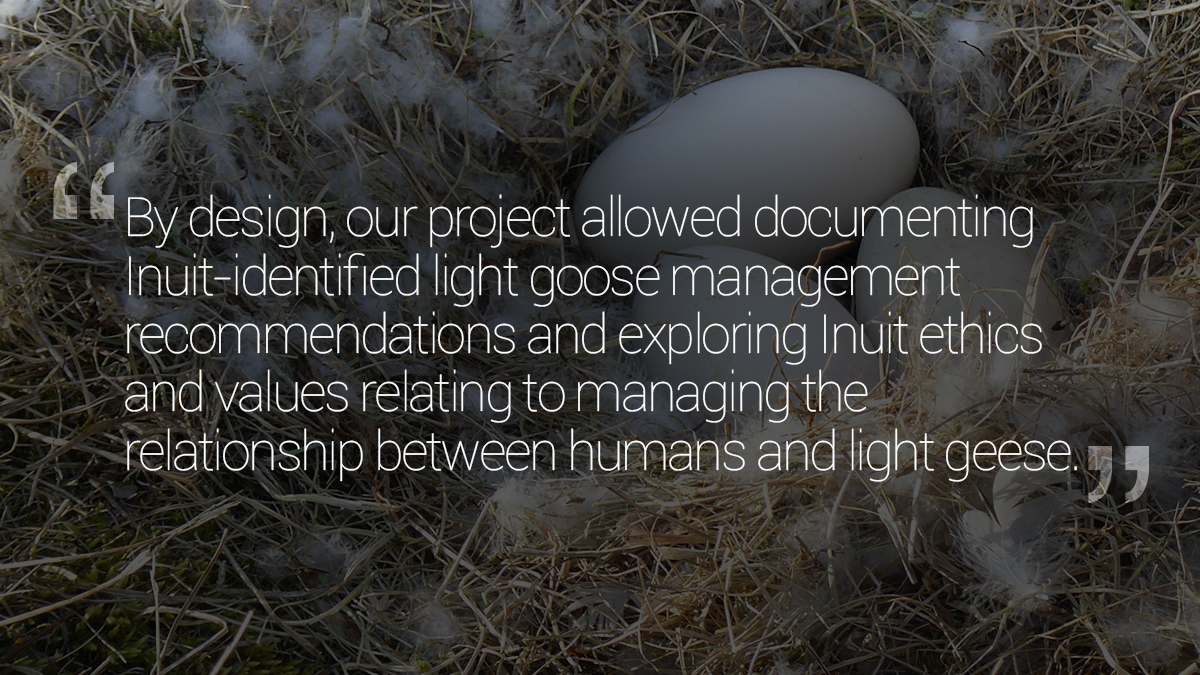 “By design, our project allowed documenting
Inuit-identified light goose management
recommendations and exploring Inuit ethics
and values relating to managing the
relationship between humans and light geese.”